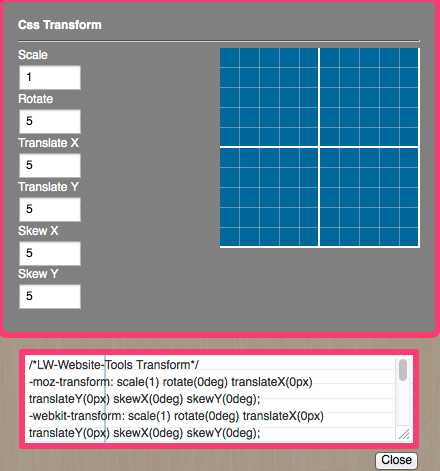 Css Transform
Scale
1
Rotate
5
Translate X
5
Translate Y
5
Skew X
5
Skew Y
5
/*LW-Website-Tools Transform*/
-moz-transform: scale(1) rotate(0deg) translateX(0px)
translateY(0px) skewX(0deg) skewY(0deg);
-webkit-transform: scale(1) rotate(0deg) translateX(0px)
translateY(0px) skewX(0deg) skewY(0deg);
Close